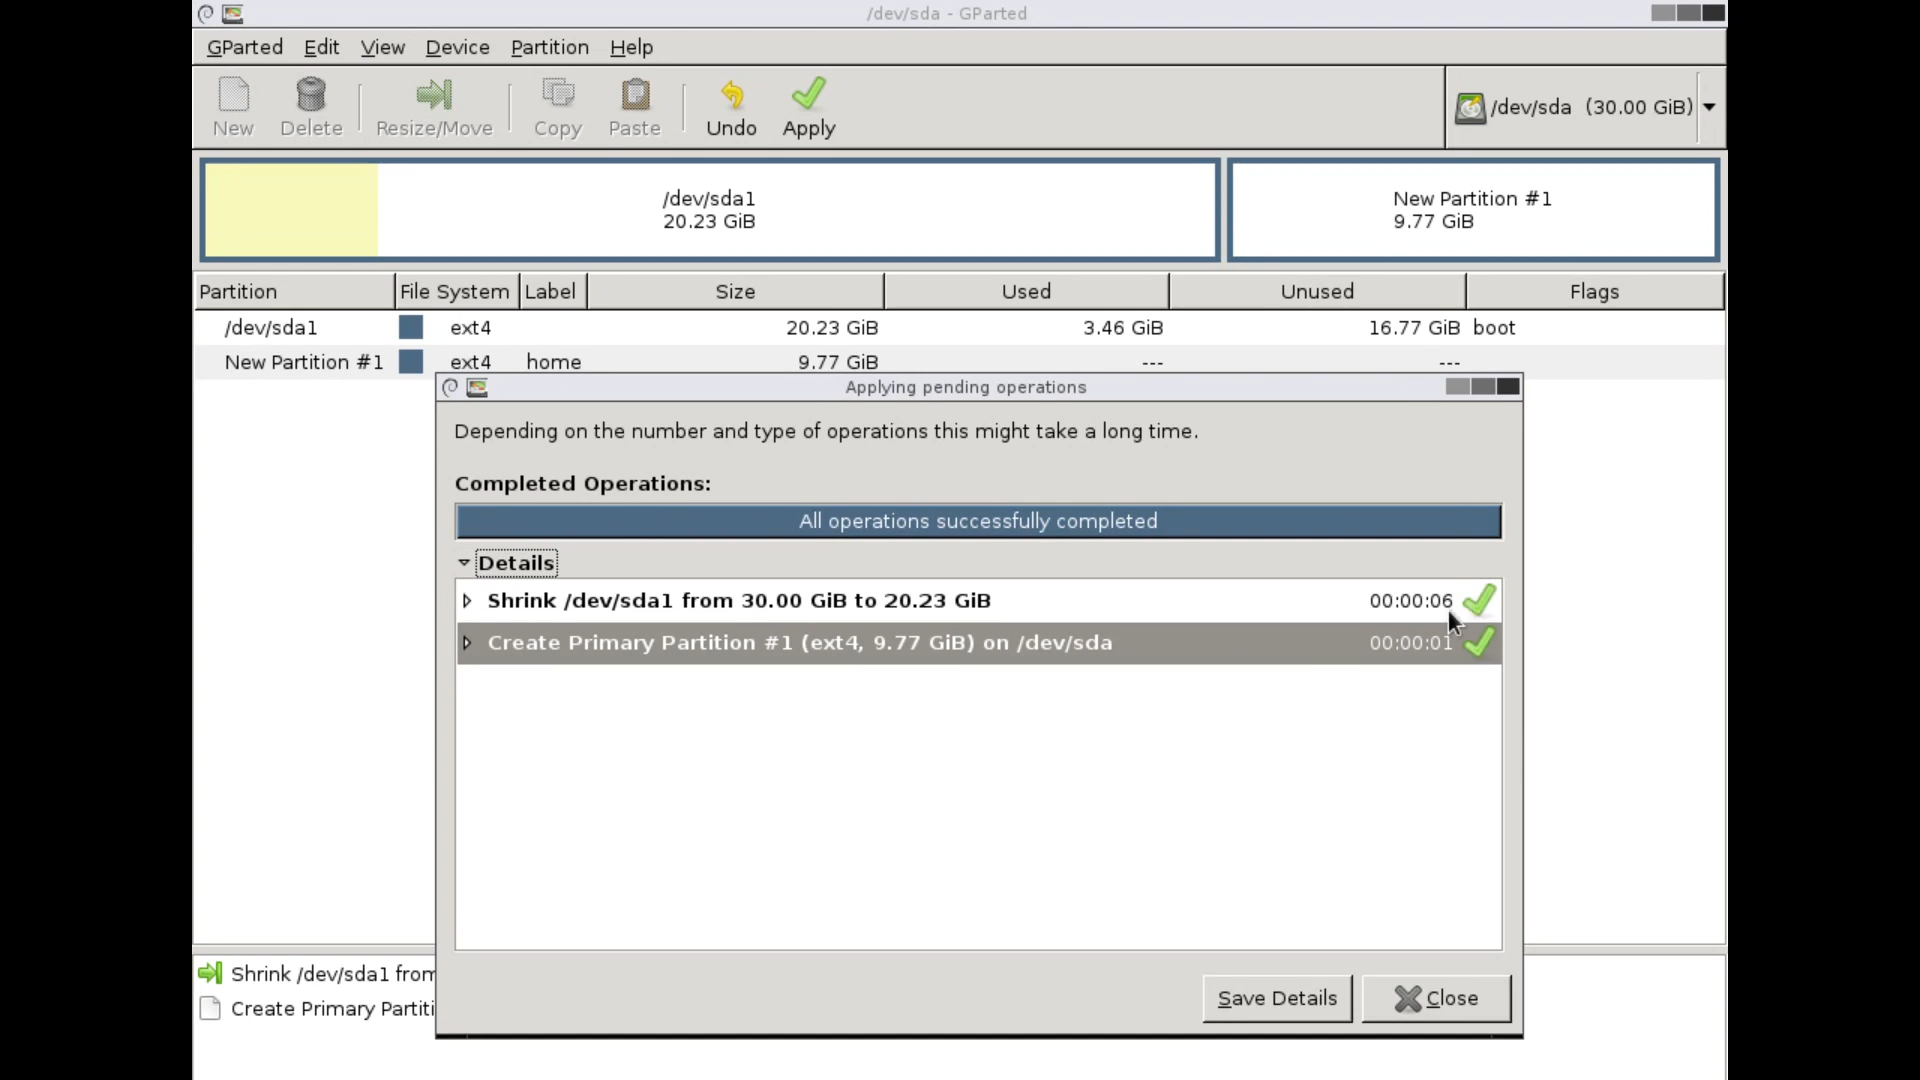 /dev/sda - GParted
GParted Edit View Device Partition Help
New Delete Resize/Move Copy Paste Undo Apply /dev/sda (30.00 GiB)
/dev/sda1
20.23 GiB
New Partition #1
9.77 GiB
Partition File System Label Size Used Unused Flags
/dev/sda1 ext4 20.23 GiB 3.46 GiB 16.77 GiB boot
New Partition #1 ext4 home 9.77 GiB --- ---
Applying pending operations
Depending on the number and type of operations this might take a long time.
Completed Operations:
All operations successfully completed
Details
Shrink /dev/sda1 from 30.00 GiB to 20.23 GiB 00:00:06
Create Primary Partition #1 (ext4, 9.77 GiB) on /dev/sda 00:00:01
Shrink /dev/sda1 from
Create Primary Partiti
Save Details Close